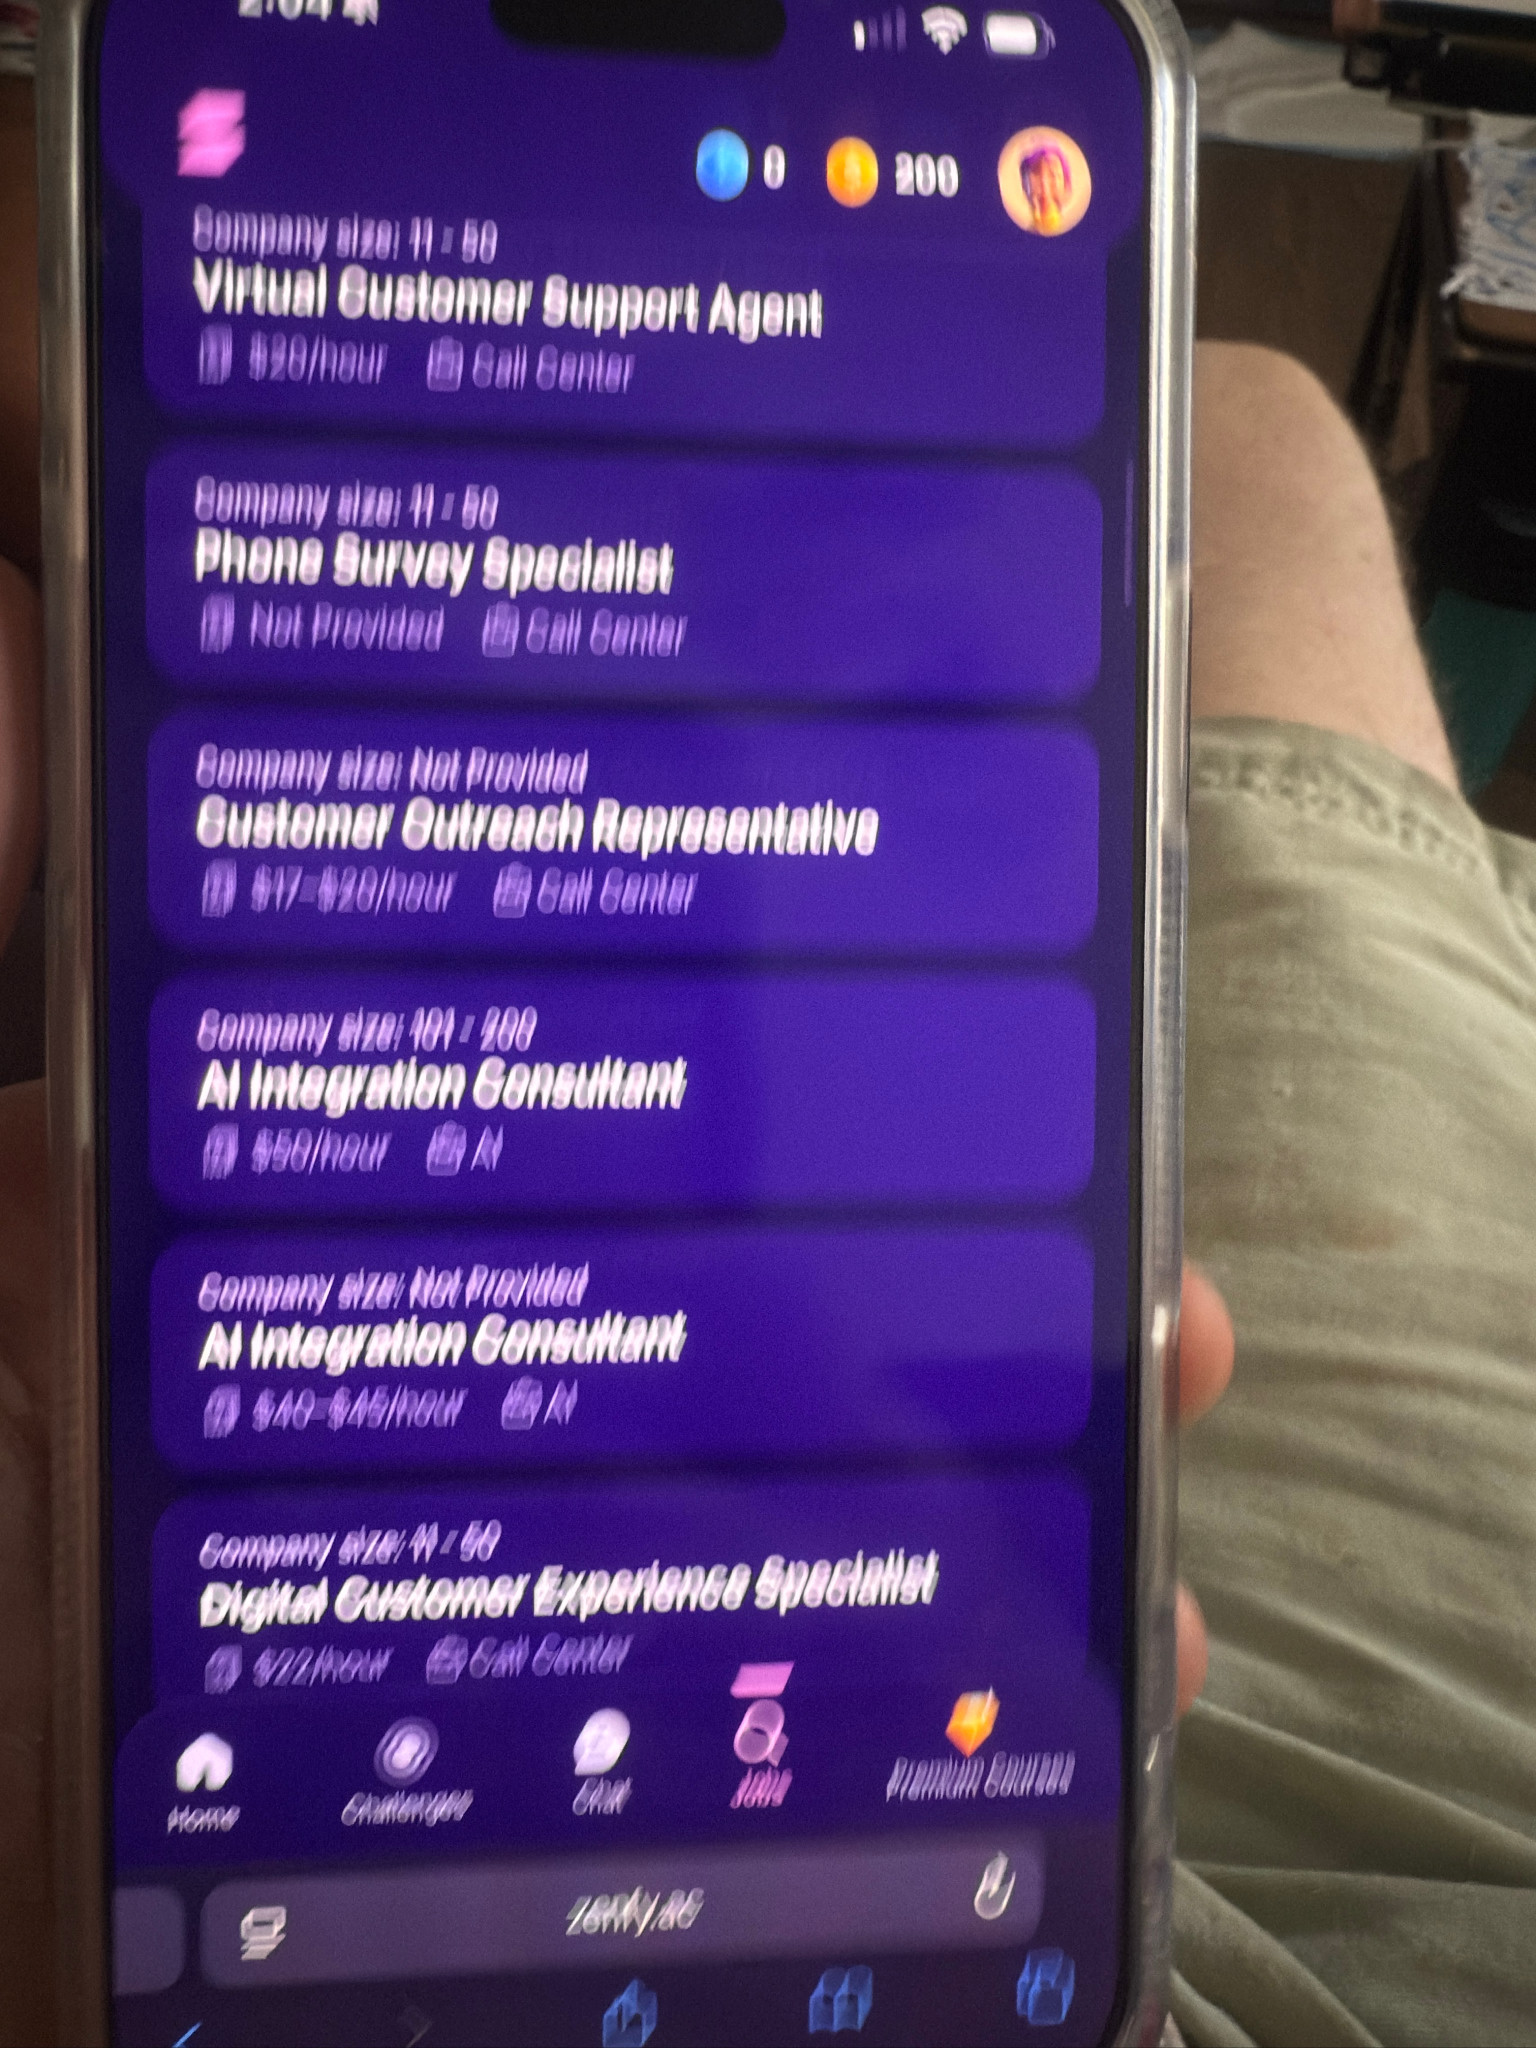 2:04
0 200
Company size: 11 - 50
Virtual Customer Support Agent
$20/hour Call Center
Company size: 11 - 50
Phone Survey Specialist
Not Provided Call Center
Company size: Not Provided
Customer Outreach Representative
$17-$20/hour Call Center
Company size: 101 - 200
AI Integration Consultant
$50/hour AI
Company size: Not Provided
AI Integration Consultant
$40-$45/hour AI
Company size: 11 - 50
Digital Customer Experience Specialist
$22/hour Call Center
Home Challenges Chat Jobs Premium Courses